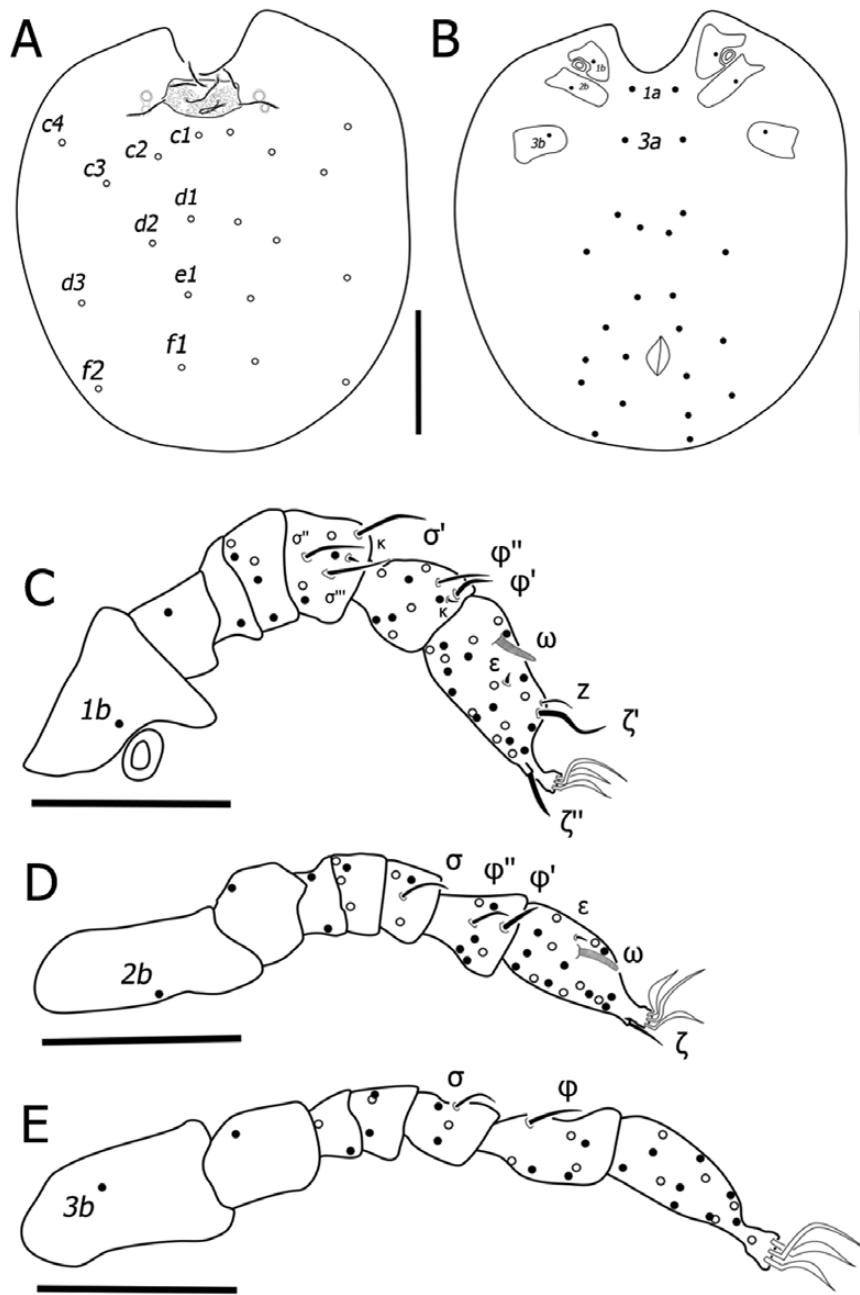 A
B
1b
2b
1a
3b
3a
c4
c3
c2
c1
d1
d2
d3
e1
f1
f2
C
σ'
σ''
κ
σ'''
φ''
φ'
κ
ω
ε
z
ζ'
ζ''
1b
D
σ
φ''
φ'
ε
ω
2b
ζ
E
σ
φ
3b